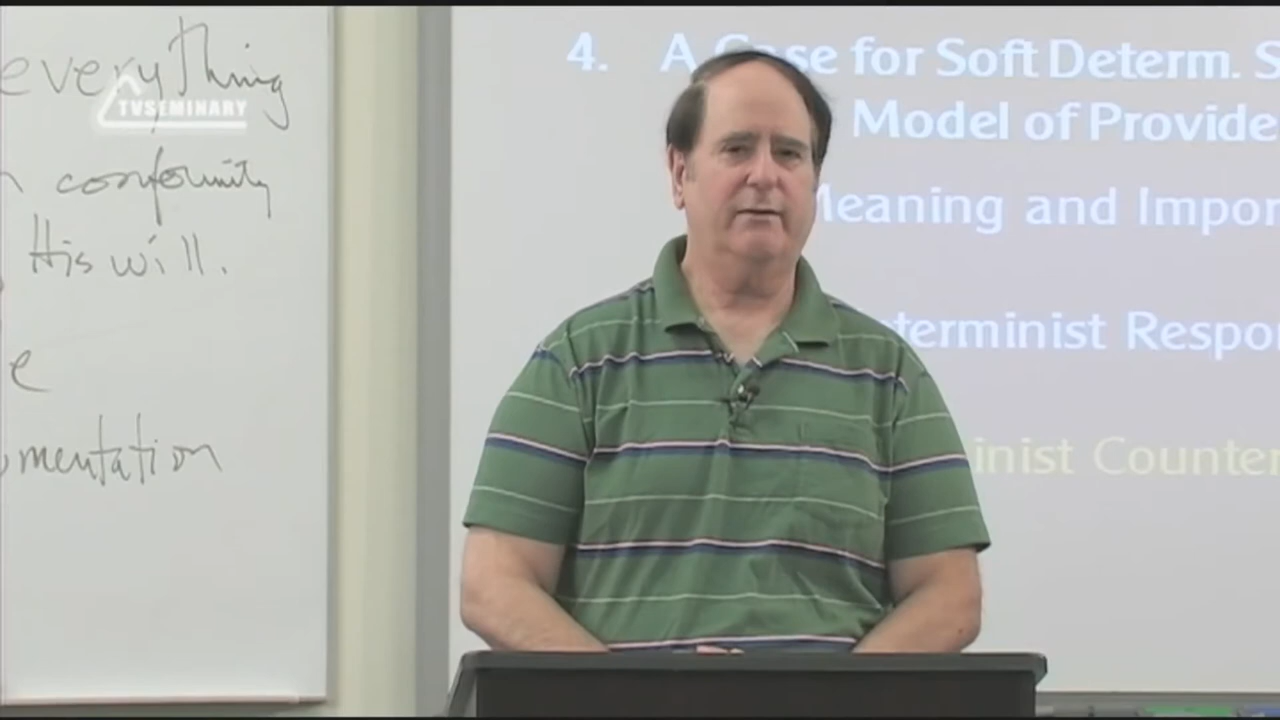 everything
TVSEMINARY
conformity
His will.
4. A Case for Soft Determ. S
Model of Provide
Meaning and Impor
terminist Respon
inist Counter
e
mentation